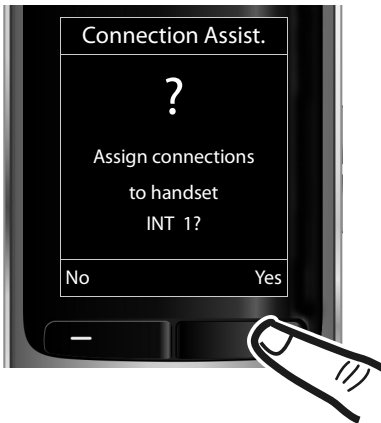 Connection Assist.
?
Assign connections
to handset
INT 1?
No Yes